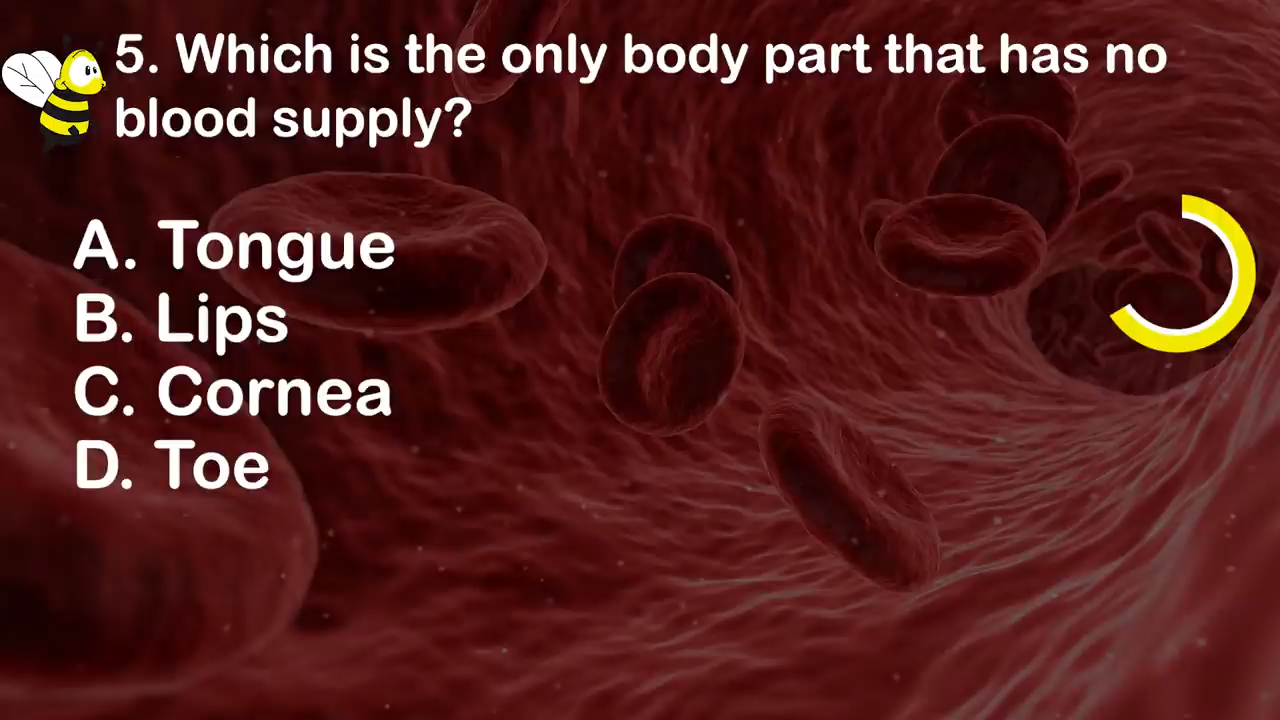 5. Which is the only body part that has no
blood supply?
A. Tongue
B. Lips
C. Cornea
D. Toe